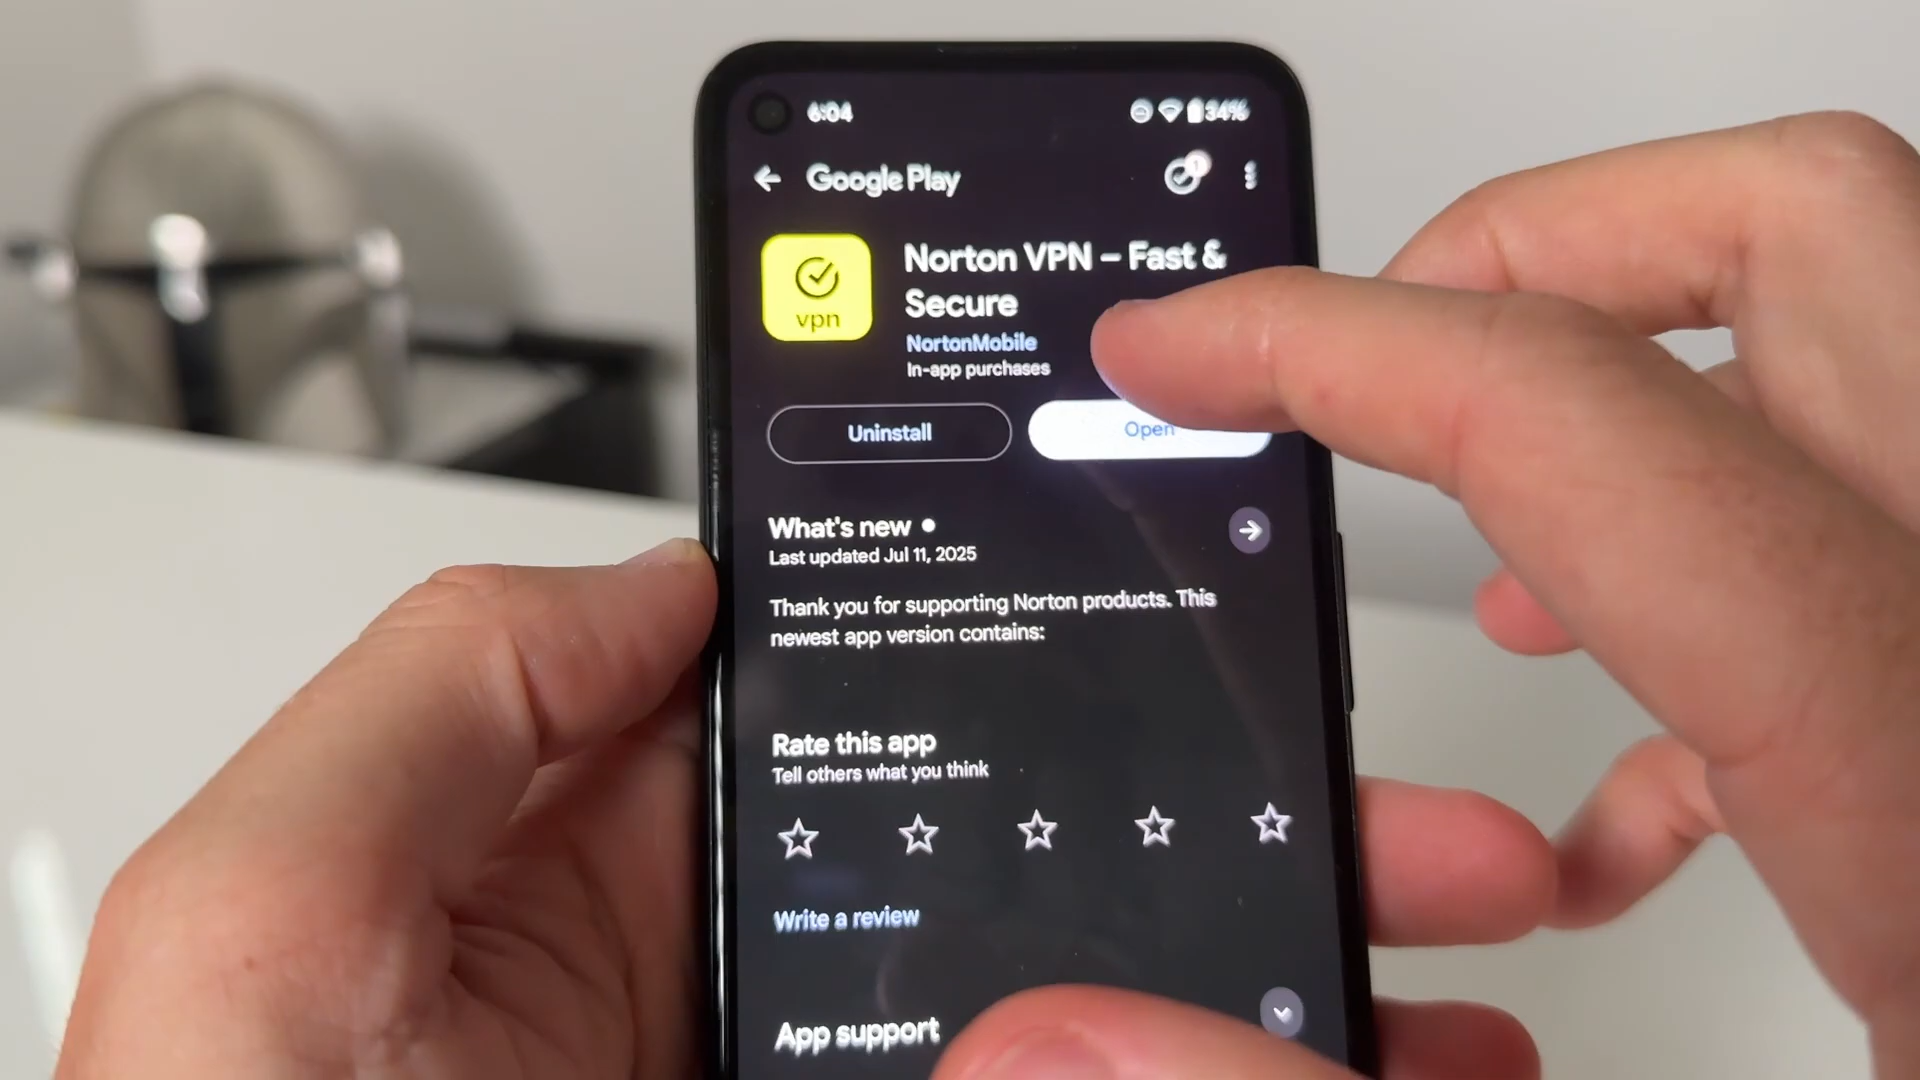 6:04
34%
Google Play
1
vpn
Norton VPN – Fast &
Secure
NortonMobile
In-app purchases
Uninstall
Open
What's new
Last updated Jul 11, 2025
Thank you for supporting Norton products. This
newest app version contains:
Rate this app
Tell others what you think
Write a review
App support